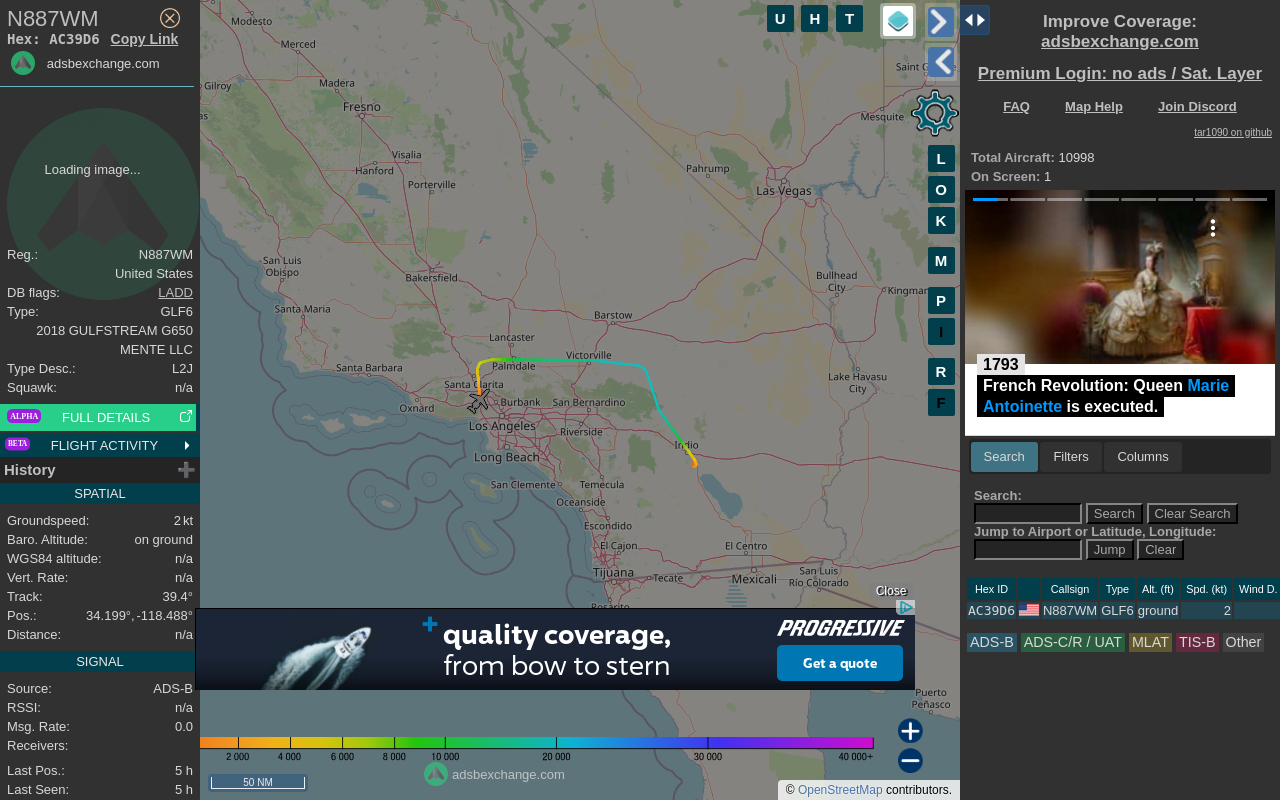 N887WM
Hex: AC39D6 Copy Link
adsbexchange.com
Loading image...
Reg.: N887WM
United States
DB flags: LADD
Type: GLF6
2018 GULFSTREAM G650
MENTE LLC
Type Desc.: L2J
Squawk: n/a
ALPHA FULL DETAILS
BETA FLIGHT ACTIVITY
History
SPATIAL
Groundspeed: 2 kt
Baro. Altitude: on ground
WGS84 altitude: n/a
Vert. Rate: n/a
Track: 39.4°
Pos.: 34.199°, -118.488°
Distance: n/a
SIGNAL
Source: ADS-B
RSSI: n/a
Msg. Rate: 0.0
Receivers:
Last Pos.: 5 h
Last Seen: 5 h
U H T
L
O
K
M
P
I
R
F
Modesto
Merced
Gilroy
Madera
Fresno
Visalia
Hanford
Porterville
Mesquite
Pahrump
Las Vegas
San Luis
Obispo
Bakersfield
Bullhead
City
Santa Maria
Barstow
Lancaster
Palmdale
Victorville
Santa Barbara
Santa Clarita
Lake Havasu
City
Oxnard
Burbank
San Bernardino
Los Angeles
Riverside
Indio
Long Beach
San Clemente
Temecula
Oceanside
Escondido
El Cajon
El Centro
Tijuana
Tecate
Mexicali
San Luis
Río Colorado
Rosarito
Puerto
Peñasco
Close
quality coverage,
from bow to stern
PROGRESSIVE
Get a quote
2 000 4 000 6 000 8 000 10 000 20 000 30 000 40 000+
50 NM
adsbexchange.com
© OpenStreetMap contributors.
Improve Coverage:
adsbexchange.com
Premium Login: no ads / Sat. Layer
FAQ Map Help Join Discord
tar1090 on github
Total Aircraft: 10998
On Screen: 1
1793
French Revolution: Queen Marie
Antoinette is executed.
Search Filters Columns
Search:
Search Clear Search
Jump to Airport or Latitude, Longitude:
Jump Clear
Hex ID Callsign Type Alt. (ft) Spd. (kt) Wind D.
AC39D6 N887WM GLF6 ground 2
ADS-B ADS-C/R / UAT MLAT TIS-B Other